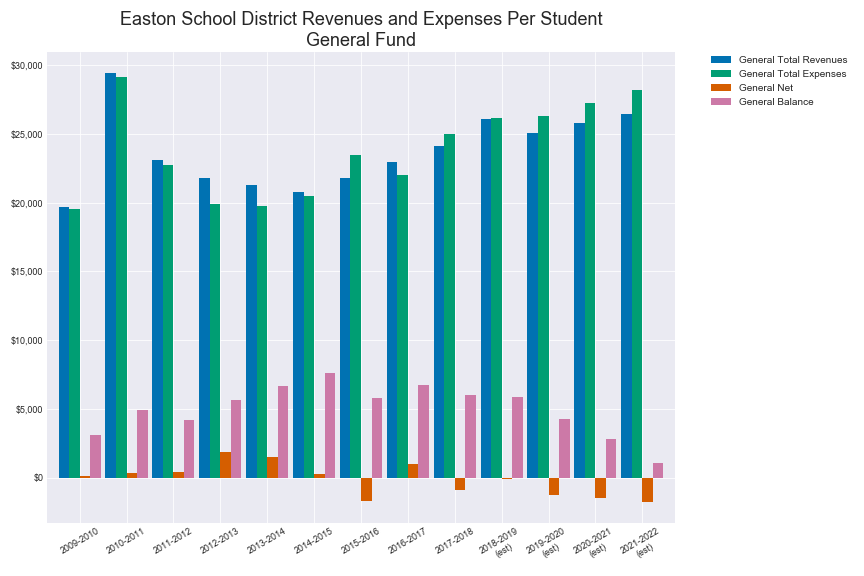 Easton School District Revenues and Expenses Per Student
General Fund
General Total Revenues
General Total Expenses
General Net
General Balance
$30,000
$25,000
$20,000
$15,000
$10,000
$5,000
$0
2009-2010
2010-2011
2011-2012
2012-2013
2013-2014
2014-2015
2015-2016
2016-2017
2017-2018
2018-2019
(est)
2019-2020
(est)
2020-2021
(est)
2021-2022
(est)